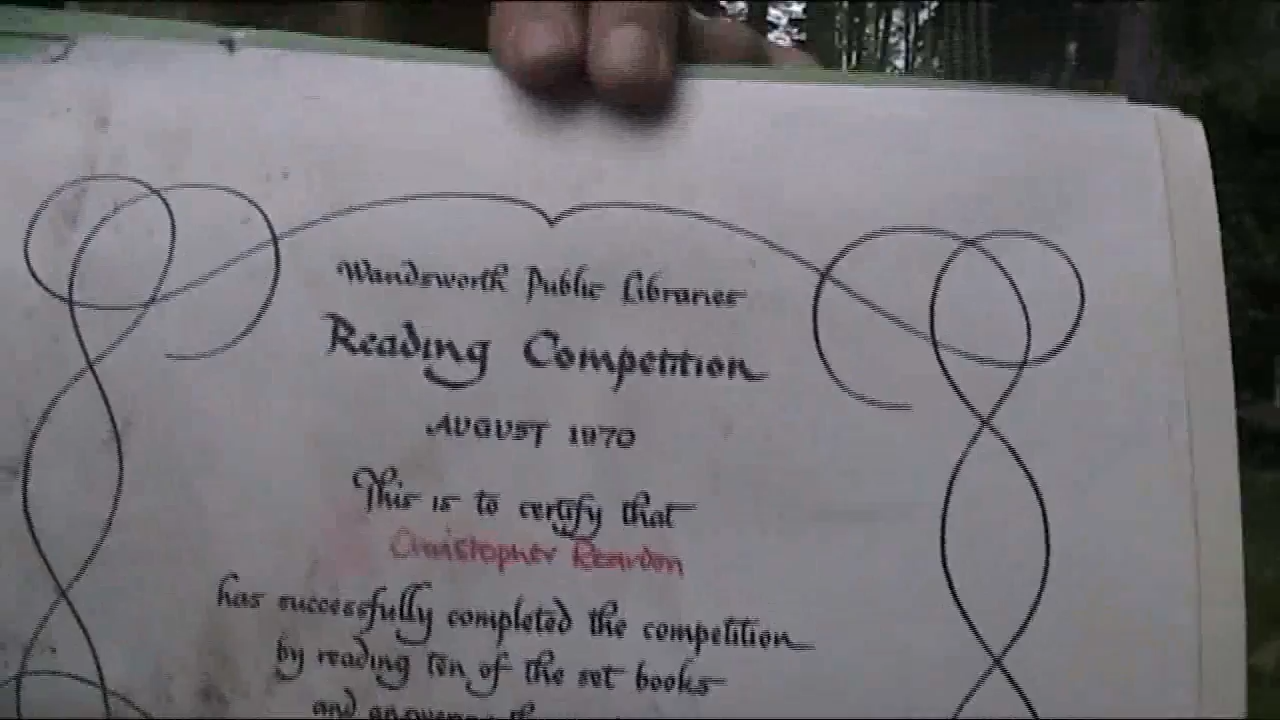 Wandsworth Public Libraries
Reading Competition
AUGUST 1970
This is to certify that
Christopher Reardon
has successfully completed the competition
by reading ten of the set books
and